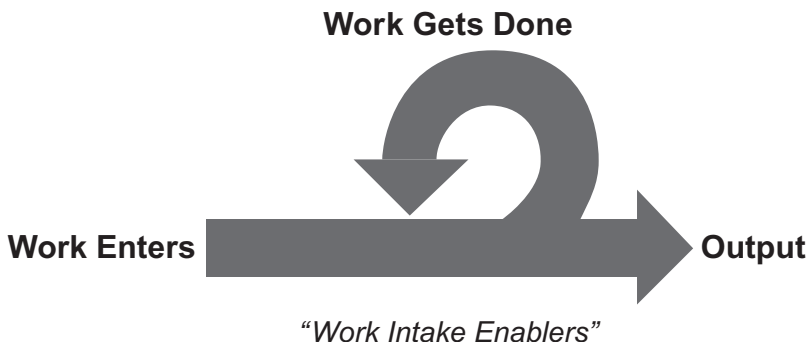 Work Gets Done
Work Enters
Output
“Work Intake Enablers”